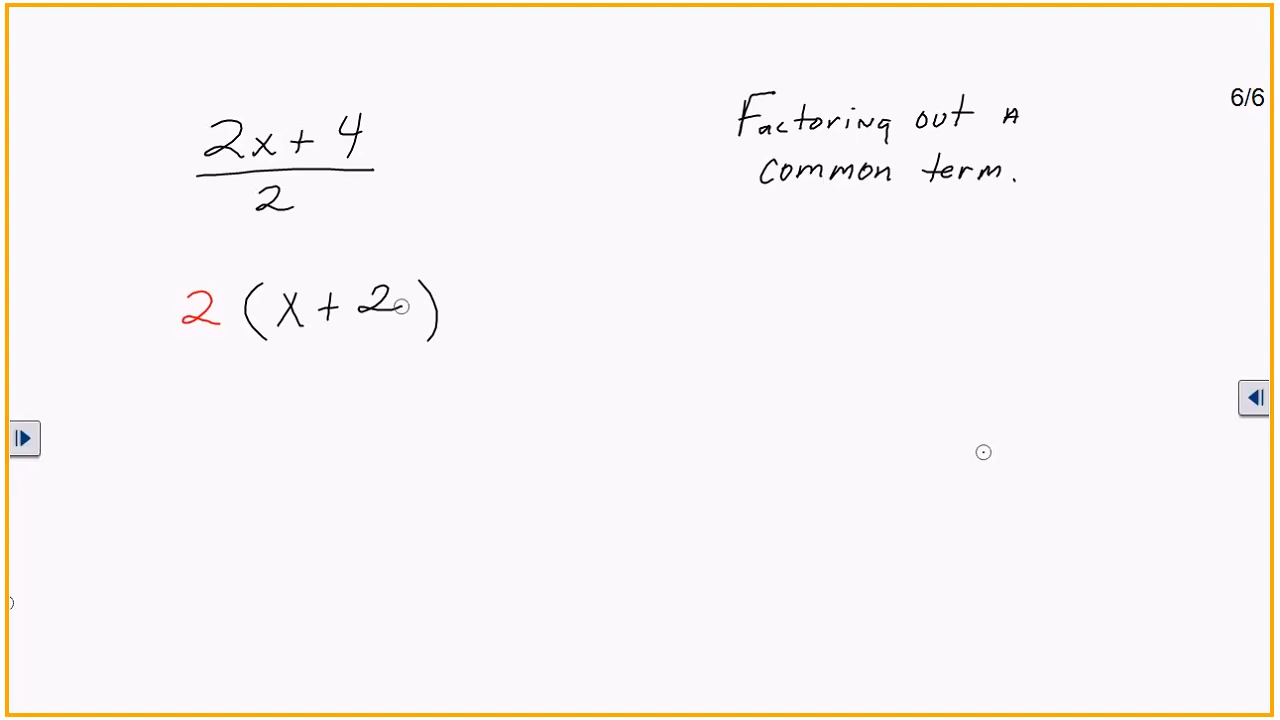 Factoring out a
common term.
6/6
2x + 4
2
2 (x + 2)